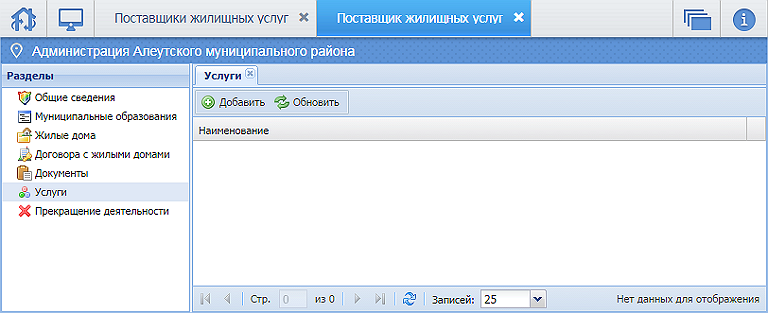 Поставщики жилищных услуг
Поставщик жилищных услуг
Администрация Алеутского муниципального района
Разделы
Общие сведения
Муниципальные образования
Жилые дома
Договора с жилыми домами
Документы
Услуги
Прекращение деятельности
Услуги
Добавить Обновить
Наименование
Стр. 0 из 0 Записей: 25 Нет данных для отображения